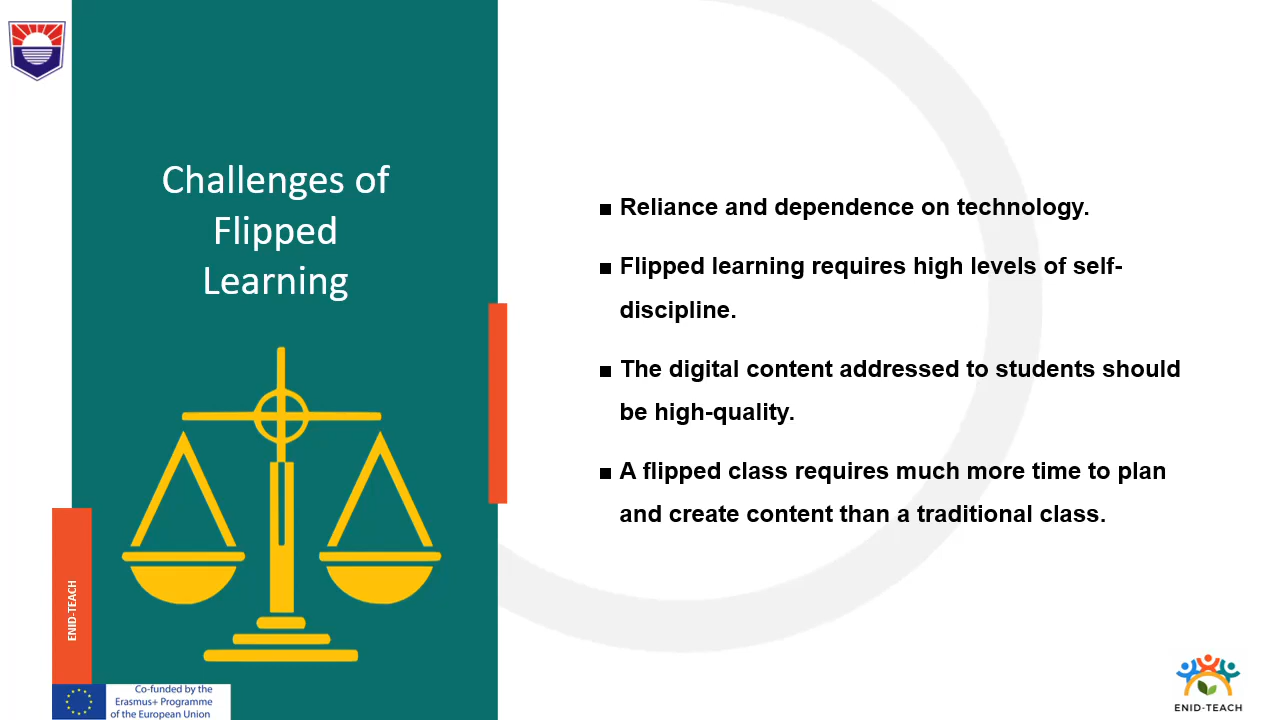 Challenges of
Flipped
Learning
■ Reliance and dependence on technology.
■ Flipped learning requires high levels of self-
discipline.
■ The digital content addressed to students should
be high-quality.
■ A flipped class requires much more time to plan
and create content than a traditional class.
ENID-TEACH
Co-funded by the
Erasmus+ Programme
of the European Union
ENID-TEACH